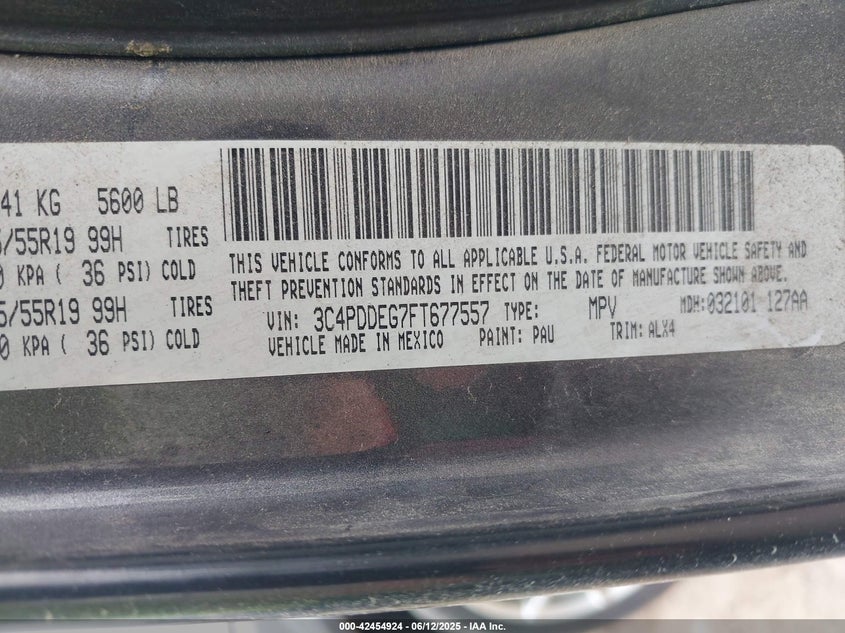 41 KG 5600 LB
/55R19 99H TIRES
0 KPA ( 36 PSI) COLD
5/55R19 99H TIRES
0 KPA ( 36 PSI) COLD
THIS VEHICLE CONFORMS TO ALL APPLICABLE U.S.A. FEDERAL MOTOR VEHICLE SAFETY AND
THEFT PREVENTION STANDARDS IN EFFECT ON THE DATE OF MANUFACTURE SHOWN ABOVE.
VIN: 3C4PDDEG7FT677557 TYPE: MPV MDH: 032101 127AA
VEHICLE MADE IN MEXICO PAINT: PAU TRIM: ALX4
000-42454924 | 06/12/2025 | IAA Inc.